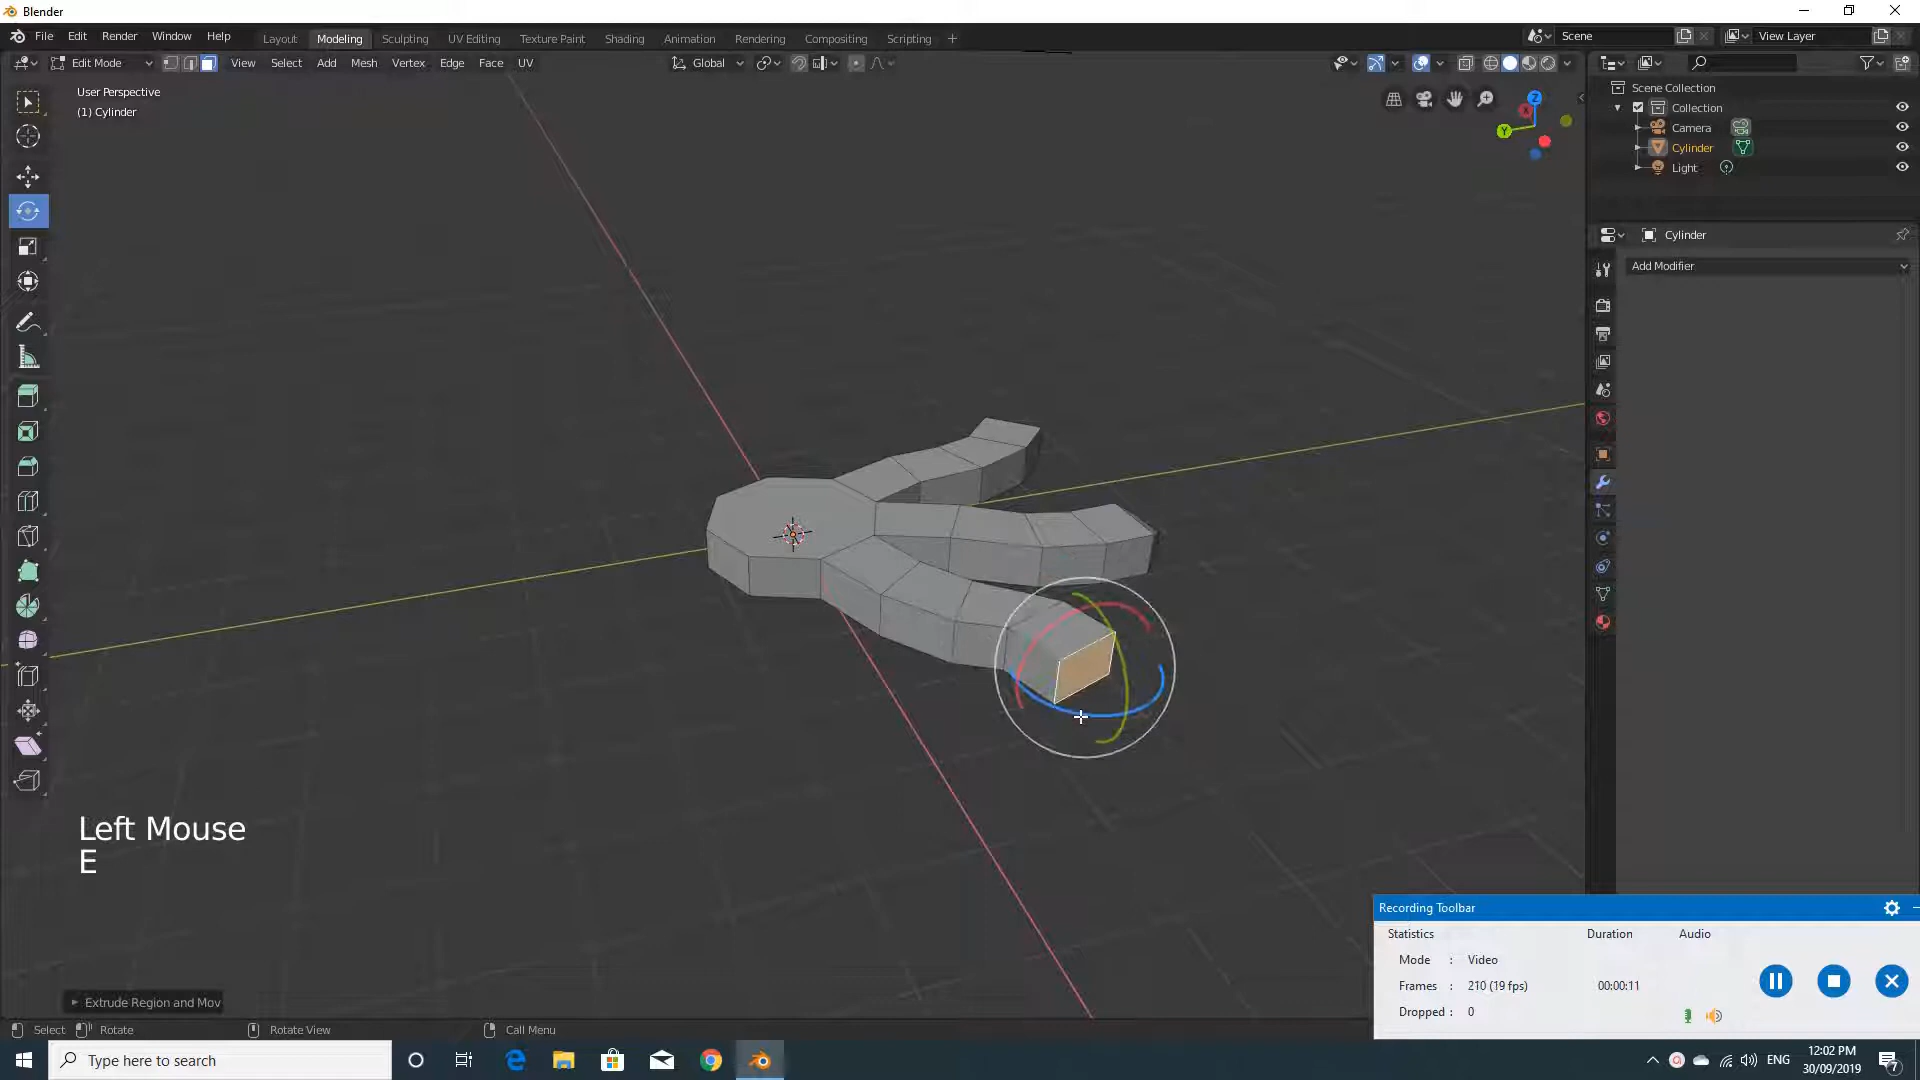 Blender
File Edit Render Window Help Layout Modeling Sculpting UV Editing Texture Paint Shading Animation Rendering Compositing Scripting + Scene View Layer
Edit Mode View Select Add Mesh Vertex Edge Face UV Global
User Perspective
(1) Cylinder
Z
X
Y
Scene Collection
Collection
Camera
Cylinder
Light
Cylinder
Add Modifier
Left Mouse
E
Extrude Region and Mov
Select Rotate Rotate View Call Menu
Recording Toolbar
Statistics Duration Audio
Mode : Video
Frames : 210 (19 fps) 00:00:11
Dropped : 0
Type here to search
ENG
12:02 PM
30/09/2019
7